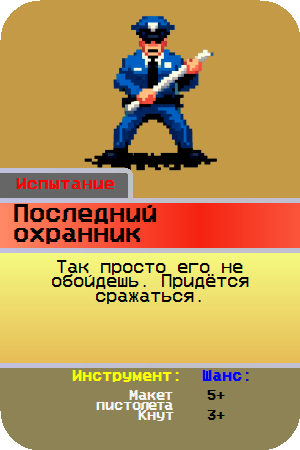 Испытание
Последний
охранник
Так просто его не
обойдешь. Придётся
сражаться.
Инструмент: Шанс:
Макет
пистолета 5+
Кнут 3+